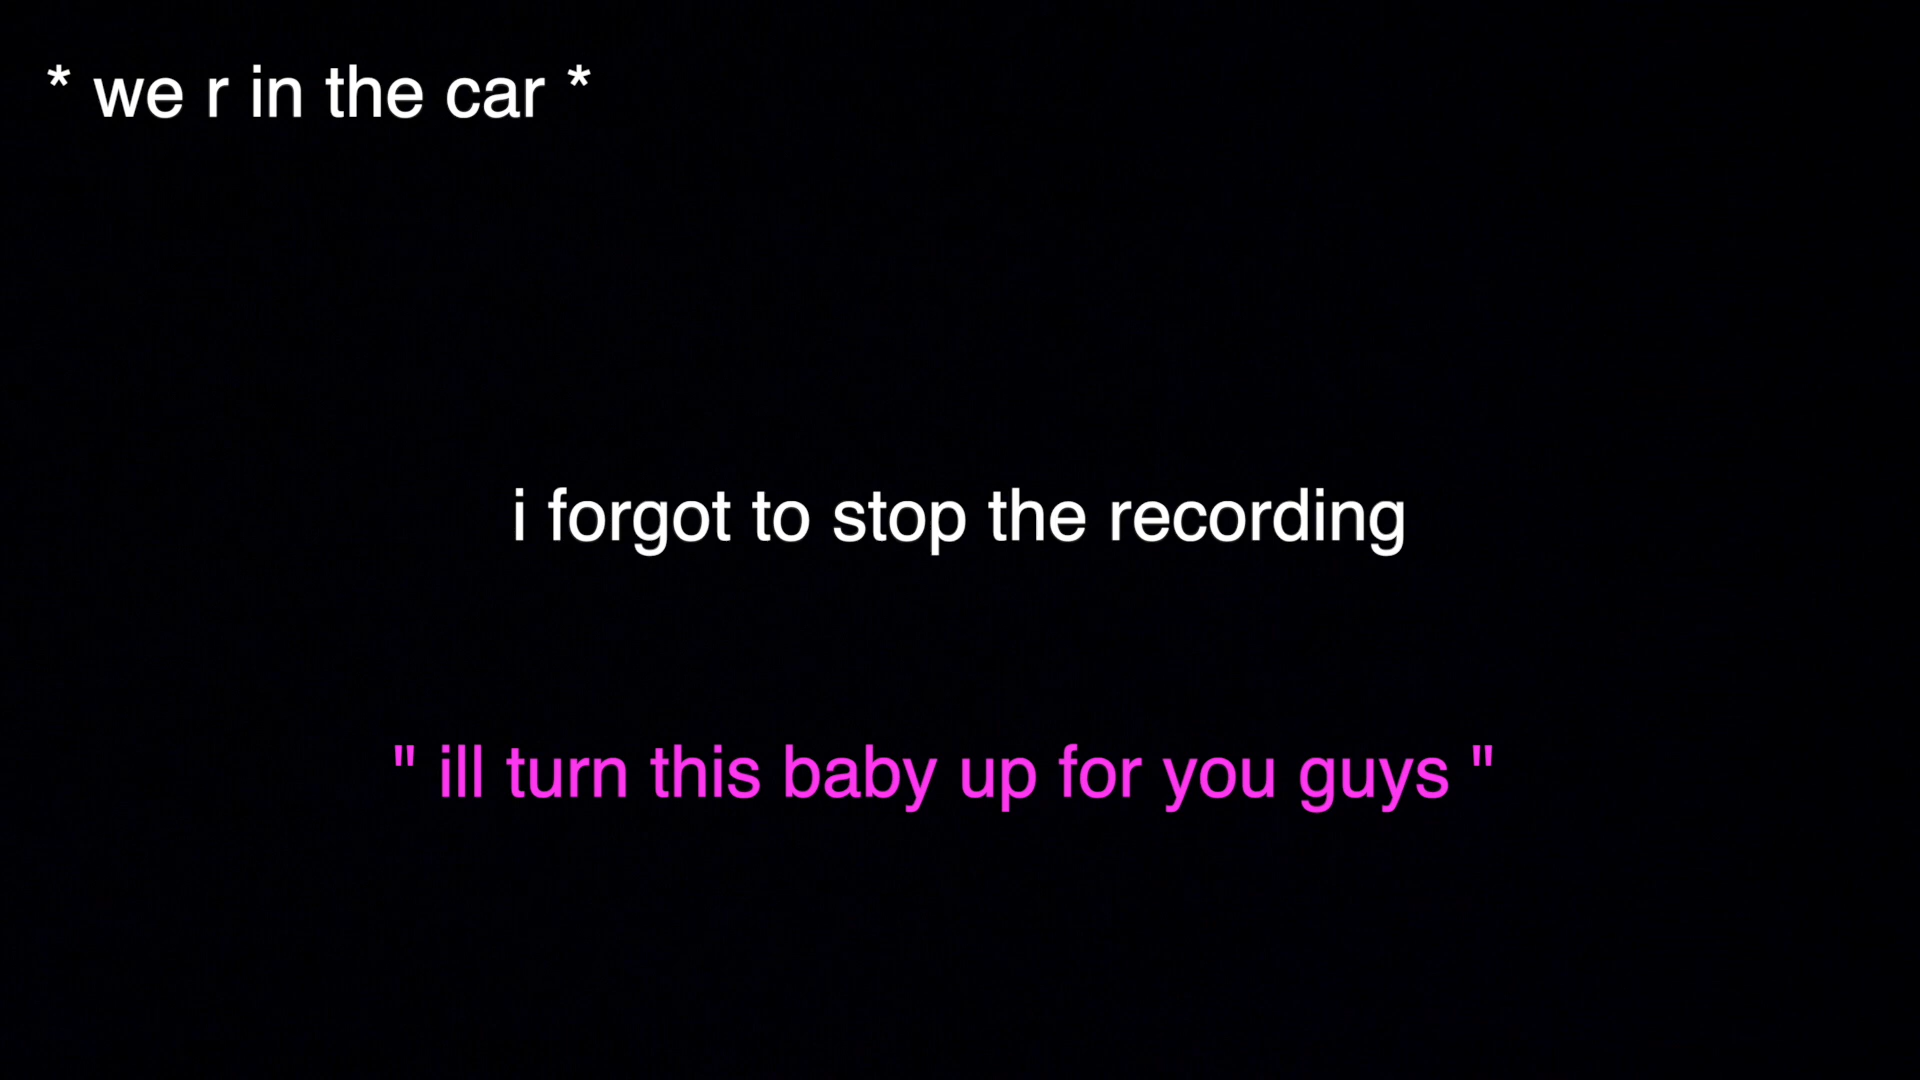 * we r in the car *
i forgot to stop the recording
" ill turn this baby up for you guys "